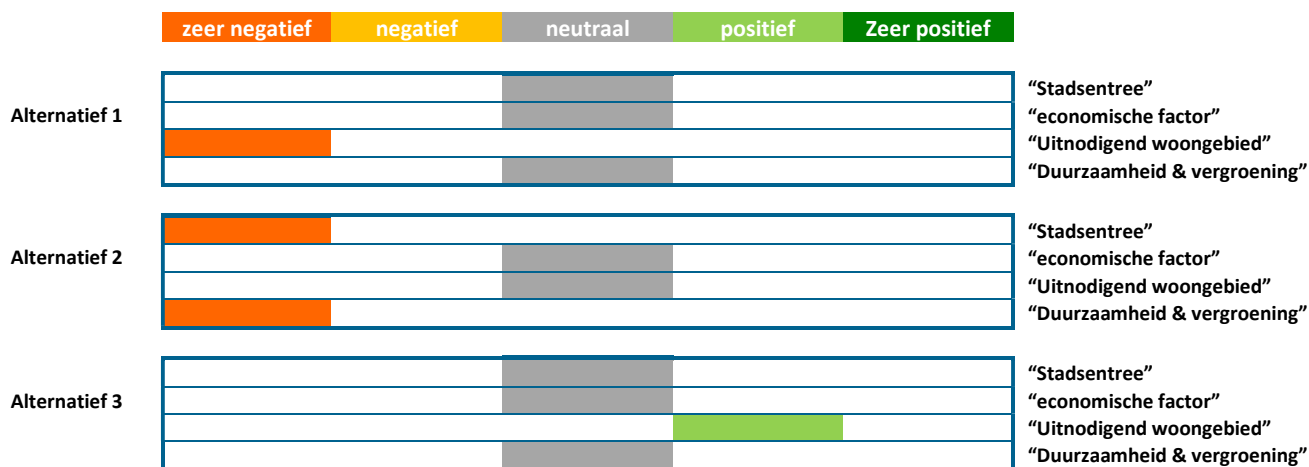 zeer negatief negatief neutraal positief Zeer positief
“Stadsentree”
Alternatief 1
“economische factor”
“Uitnodigend woongebied”
“Duurzaamheid & vergroening”
“Stadsentree”
Alternatief 2
“economische factor”
“Uitnodigend woongebied”
“Duurzaamheid & vergroening”
“Stadsentree”
Alternatief 3
“economische factor”
“Uitnodigend woongebied”
“Duurzaamheid & vergroening”